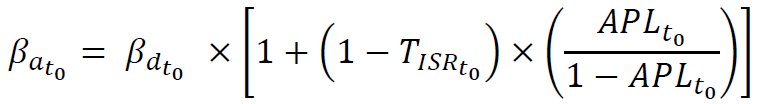 β_{a_{t_0}} = β_{d_{t_0}} × [1 + (1 − T_{ISR_{t_0}}) × (APL_{t_0} / (1 − APL_{t_0}))]